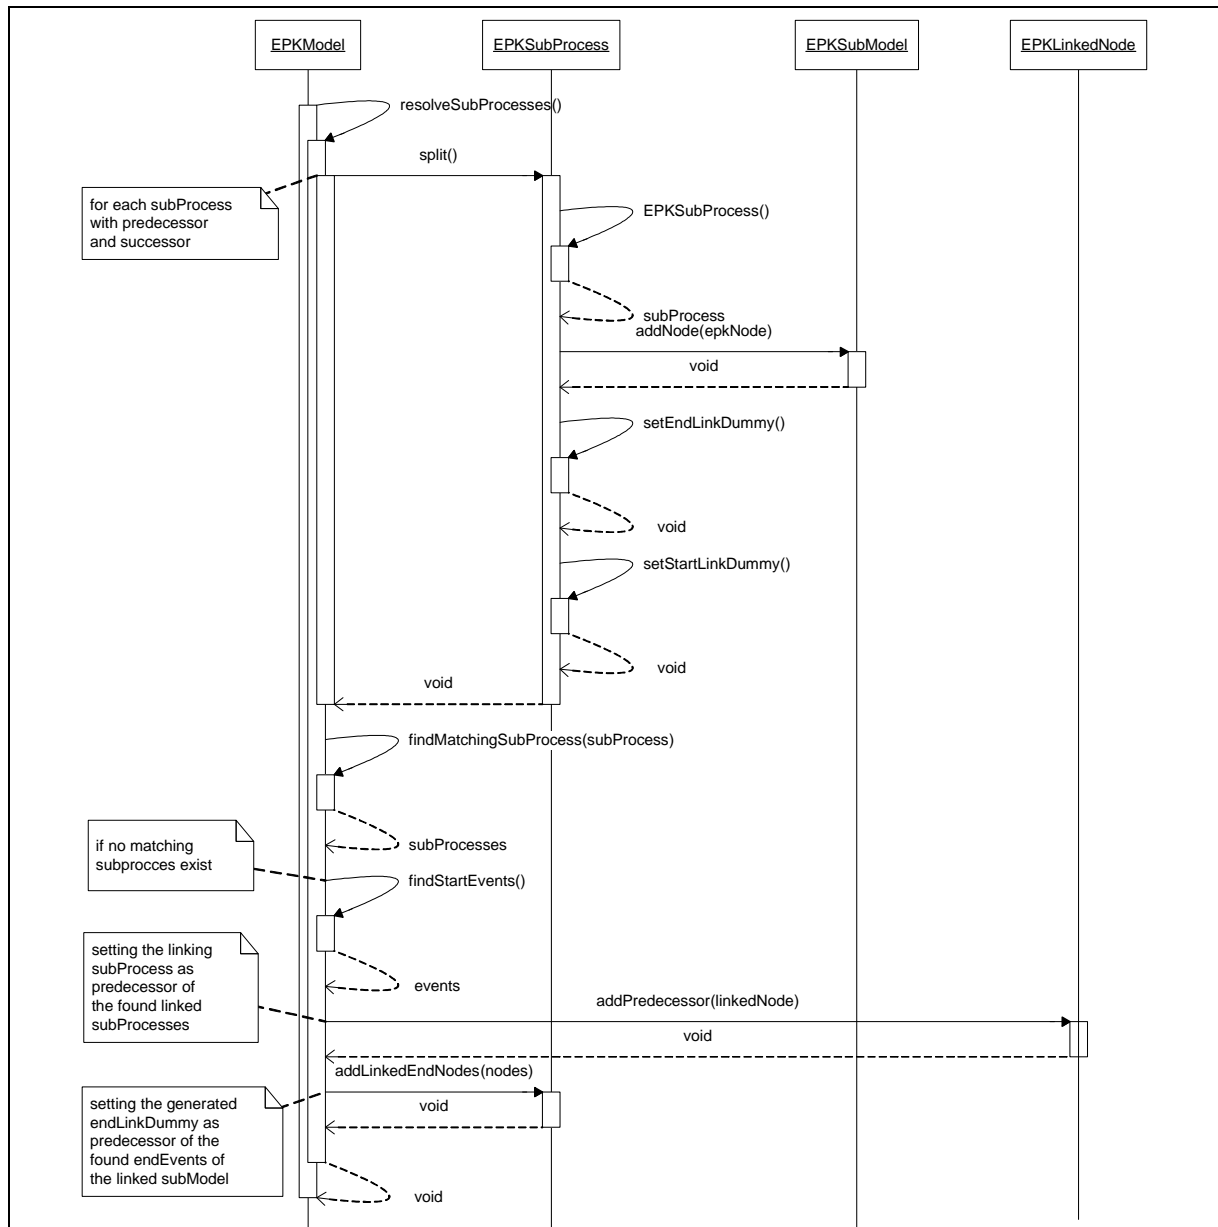 EPKModel
EPKSubProcess
EPKSubModel
EPKLinkedNode
resolveSubProcesses()
split()
for each subProcess
with predecessor
and successor
EPKSubProcess()
subProcess
addNode(epkNode)
void
setEndLinkDummy()
void
setStartLinkDummy()
void
void
findMatchingSubProcess(subProcess)
if no matching
subprocces exist
subProcesses
findStartEvents()
setting the linking
subProcess as
predecessor of
the found linked
subProcesses
events
addPredecessor(linkedNode)
void
addLinkedEndNodes(nodes)
setting the generated
endLinkDummy as
predecessor of the
found endEvents of
the linked subModel
void
void